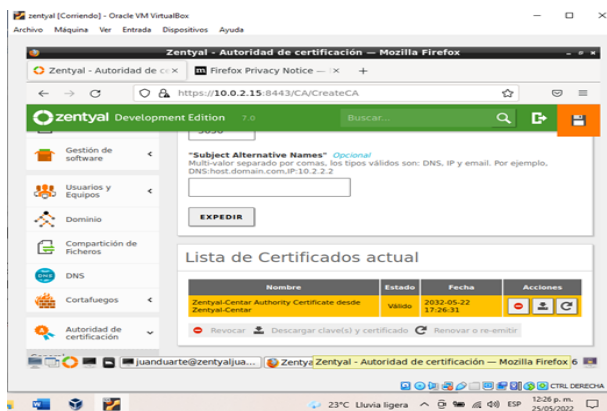 zentyal [Corriendo] - Oracle VM VirtualBox
Archivo Máquina Ver Entrada Dispositivos Ayuda
Zentyal - Autoridad de certificación — Mozilla Firefox
Zentyal - Autoridad de ce
Firefox Privacy Notice —
https://10.0.2.15:8443/CA/CreateCA
zentyal Development Edition 7.0
Buscar...
Gestión de software
Usuarios y Equipos
Dominio
Compartición de Ficheros
DNS
Cortafuegos
Autoridad de certificación
3650
"Subject Alternative Names" Opcional
Multi-valor separado por comas, los tipos válidos son: DNS, IP y email. Por ejemplo,
DNS:host.domain.com,IP:10.2.2.2
EXPEDIR
Lista de Certificados actual
Nombre Estado Fecha Acciones
Zentyal-Centar Authority Certificate desde Zentyal-Centar
Válido
2032-05-22 17:26:31
Revocar Descargar clave(s) y certificado Renovar o re-emitir
juanduarte@zentyaljua...
Zentya
Zentyal - Autoridad de certificación — Mozilla Firefox
6
CTRL DERECHA
23°C Lluvia ligera
ESP
12:26 p. m.
25/05/2022